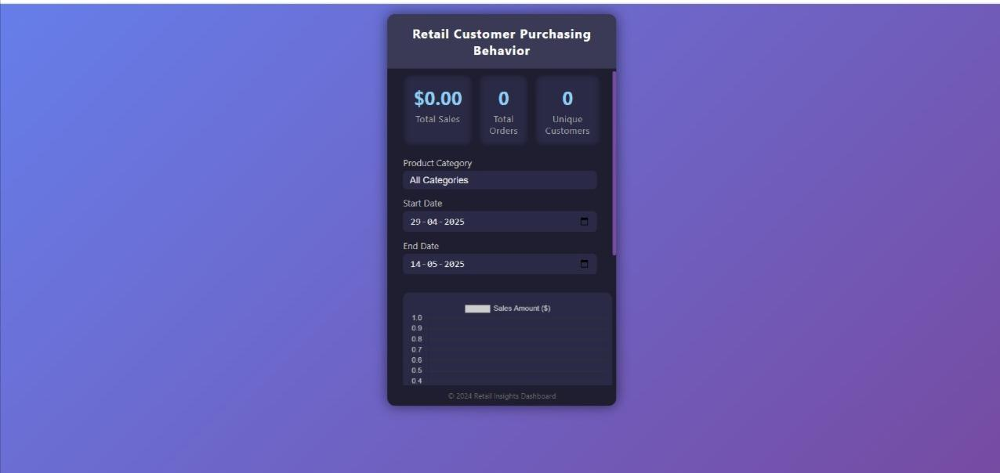 Retail Customer Purchasing
Behavior
$0.00
Total Sales
0
Total
Orders
0
Unique
Customers
Product Category
All Categories
Start Date
29-04-2025
End Date
14-05-2025
Sales Amount ($)
1.0
0.9
0.8
0.7
0.6
0.5
0.4
© 2024 Retail Insights Dashboard